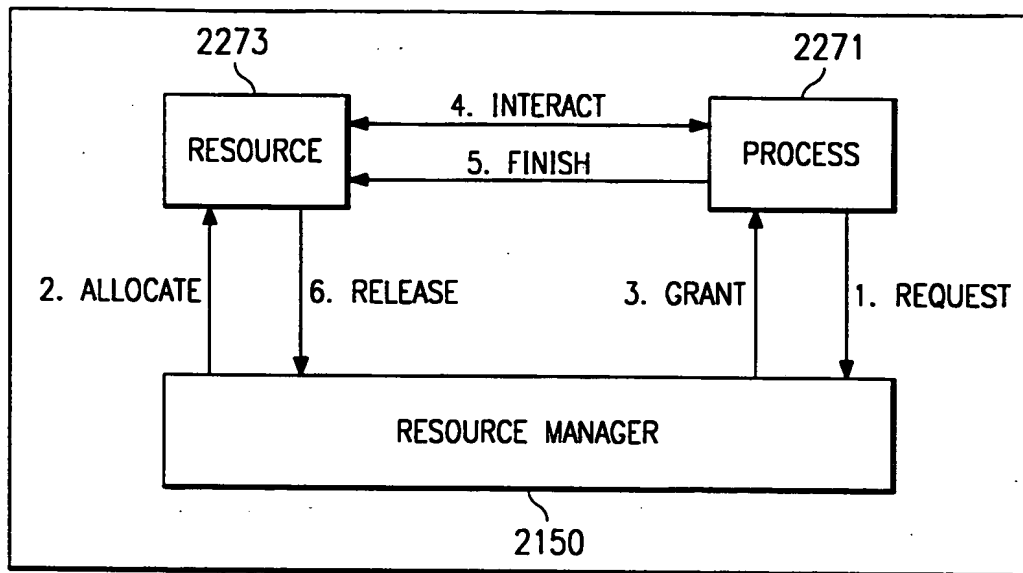 2273
2271
RESOURCE
PROCESS
4. INTERACT
5. FINISH
2. ALLOCATE
6. RELEASE
3. GRANT
1. REQUEST
RESOURCE MANAGER
2150